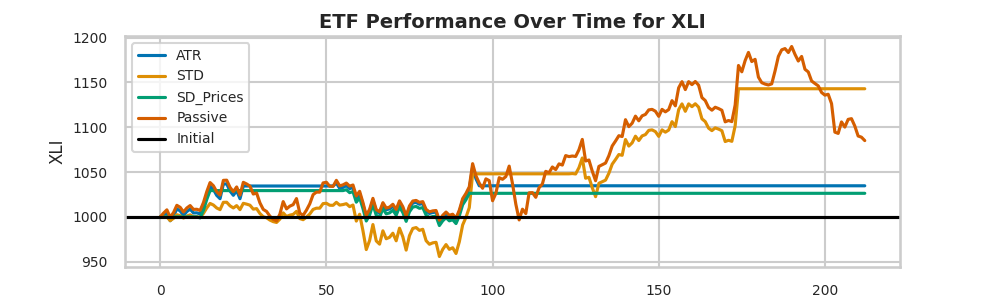 ETF Performance Over Time for XLI
XLI
1200
1150
1100
1050
1000
950
ATR
STD
SD_Prices
Passive
Initial
0 50 100 150 200